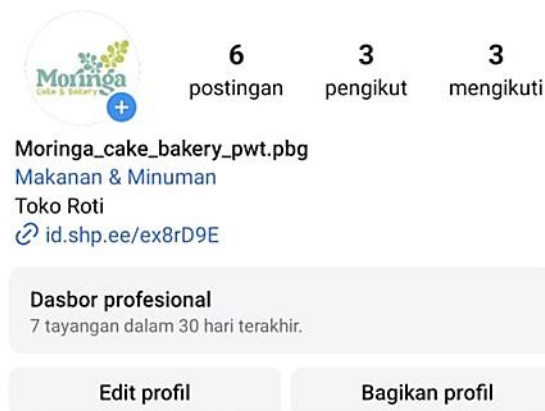 Moringa
Cake & Bakery
6
postingan
3
pengikut
3
mengikuti
Moringa_cake_bakery_pwt.pbg
Makanan & Minuman
Toko Roti
id.shp.ee/ex8rD9E
Dasbor profesional
7 tayangan dalam 30 hari terakhir.
Edit profil
Bagikan profil